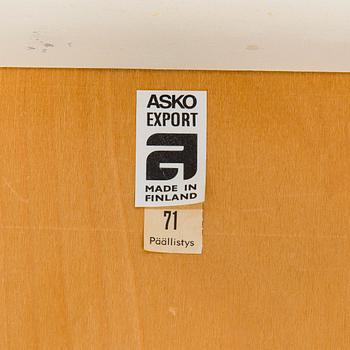 ASKO
EXPORT
a
MADE IN
FINLAND
71
Päällistys